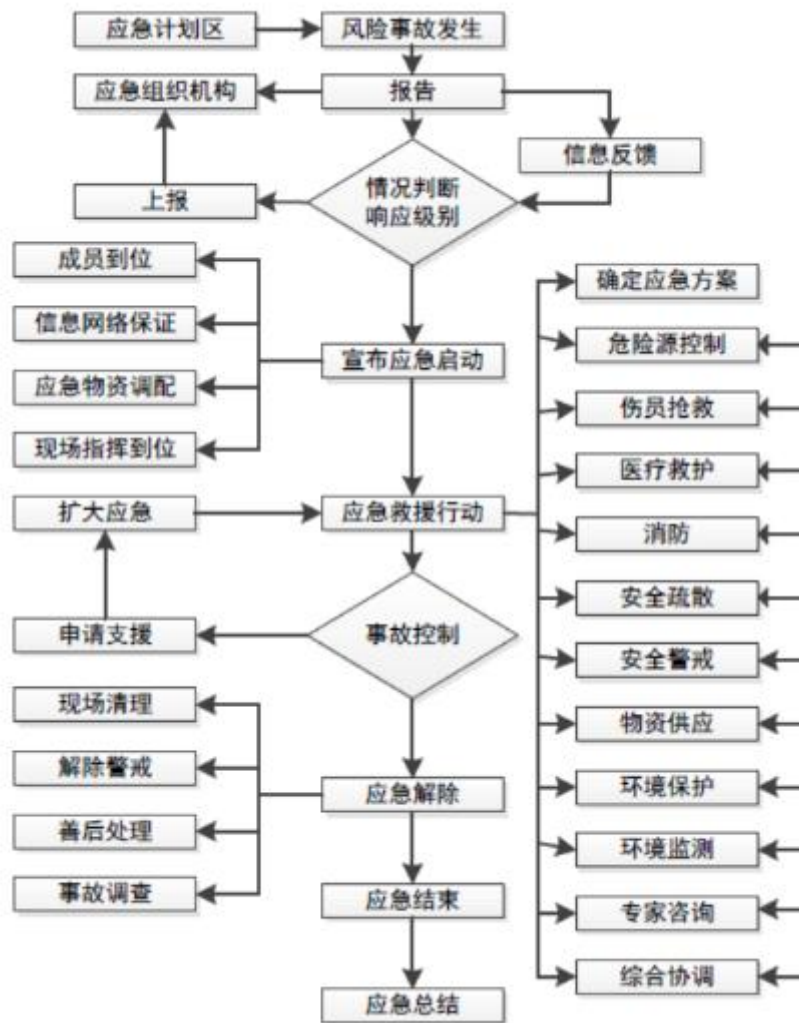 应急计划区
风险事故发生
应急组织机构
报告
信息反馈
上报
情况判断
响应级别
成员到位
信息网络保证
应急物资调配
现场指挥到位
宣布应急启动
确定应急方案
危险源控制
伤员抢救
医疗救护
消防
安全疏散
安全警戒
物资供应
环境保护
环境监测
专家咨询
综合协调
扩大应急
应急救援行动
申请支援
事故控制
现场清理
解除警戒
善后处理
事故调查
应急解除
应急结束
应急总结